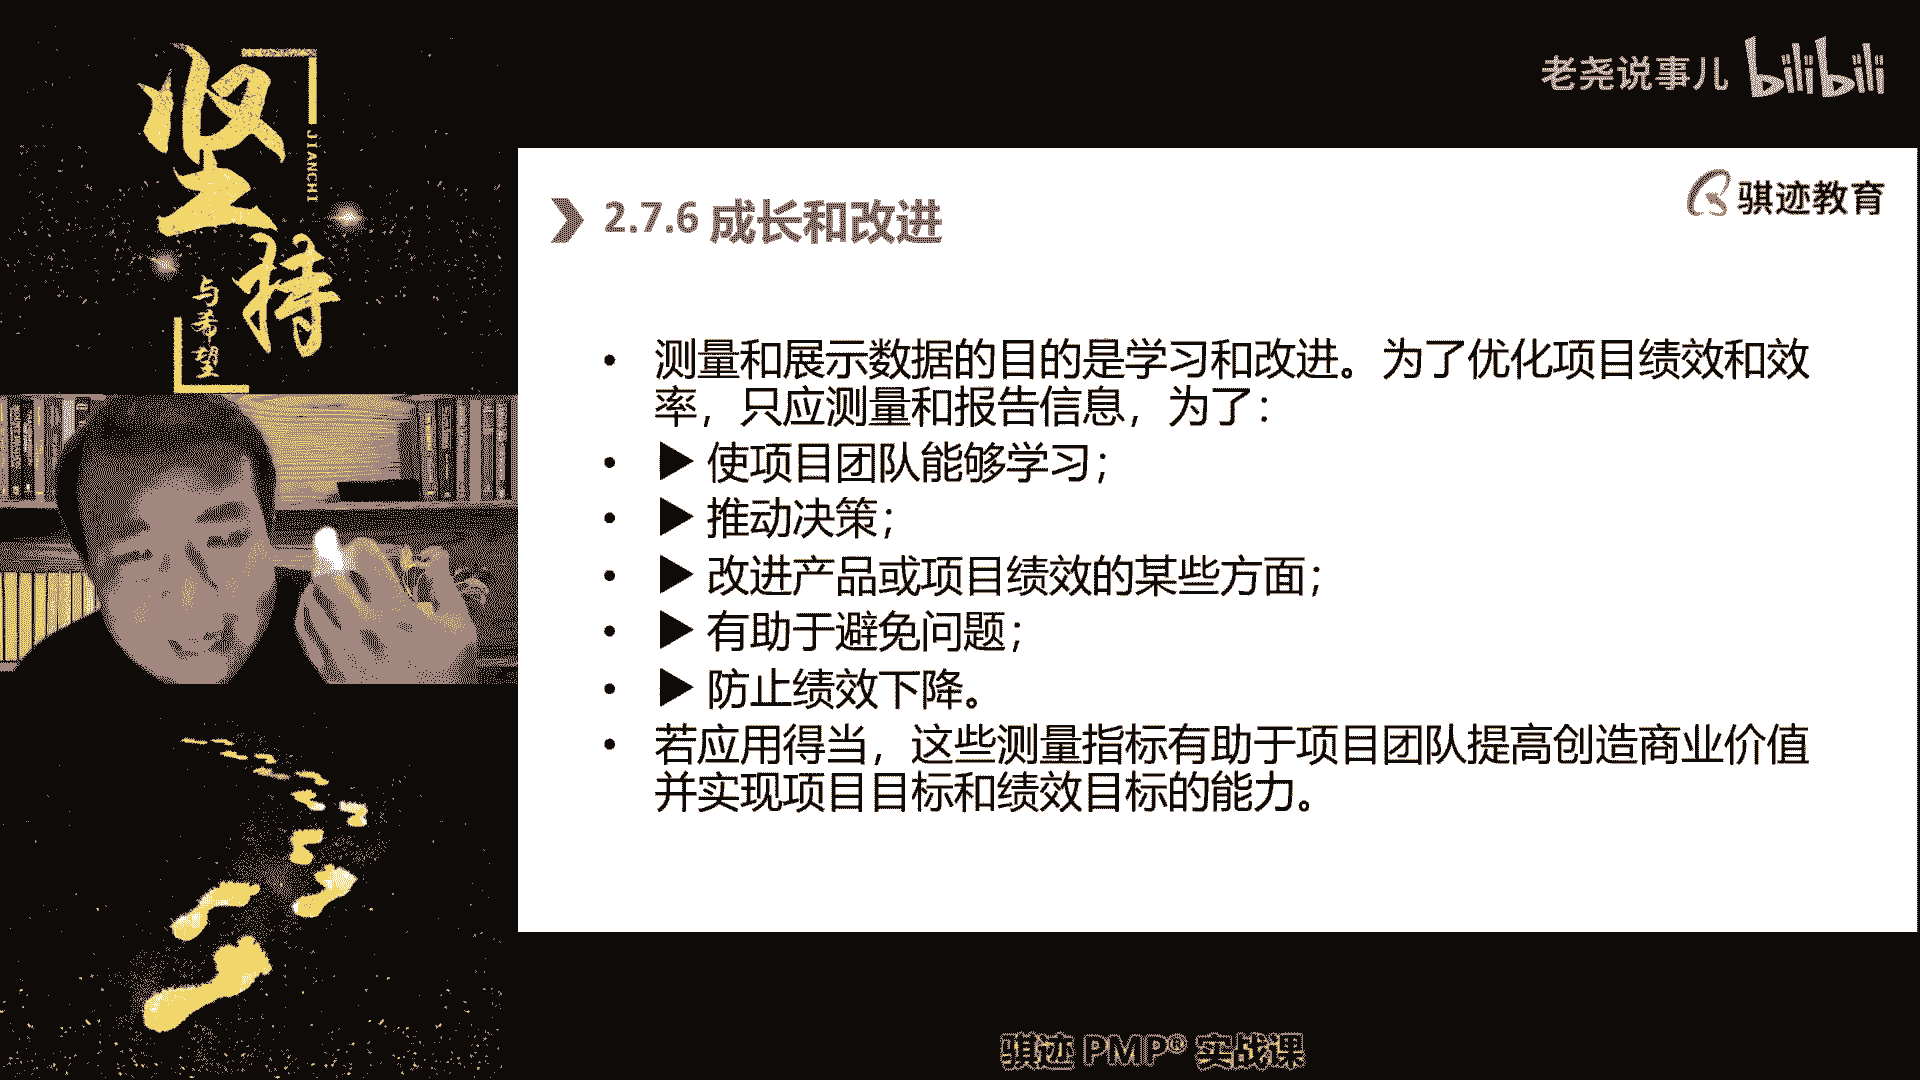 坚持
JIANCHI
与希望
老尧说事儿 bilibili
骐迹教育
2.7.6 成长和改进
• 测量和展示数据的目的是学习和改进。为了优化项目绩效和效
率，只应测量和报告信息，为了：
• ▶ 使项目团队能够学习；
• ▶ 推动决策；
• ▶ 改进产品或项目绩效的某些方面；
• ▶ 有助于避免问题；
• ▶ 防止绩效下降。
• 若应用得当，这些测量指标有助于项目团队提高创造商业价值
并实现项目目标和绩效目标的能力。
骐迹 PMP® 实战课